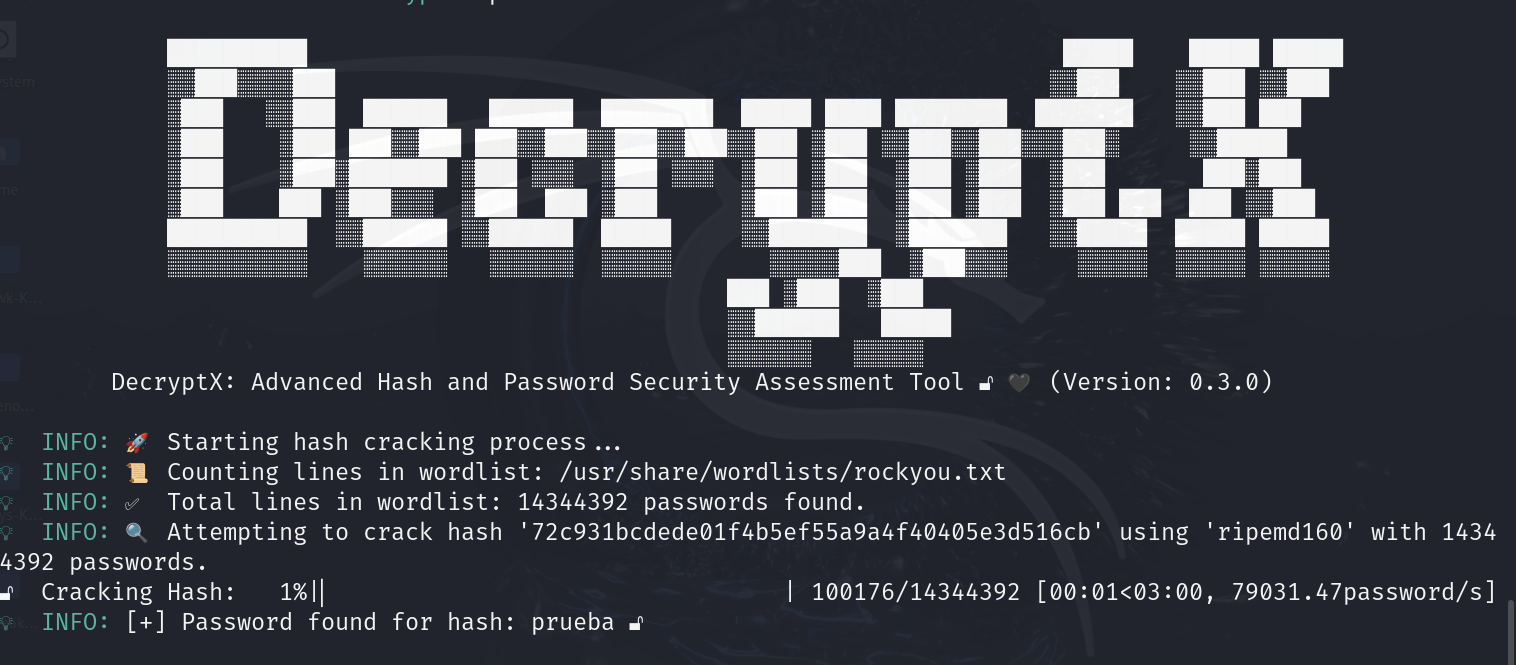 DecryptX
DecryptX: Advanced Hash and Password Security Assessment Tool 🔓 🖤 (Version: 0.3.0)
💡 INFO: 🚀 Starting hash cracking process...
💡 INFO: 📜 Counting lines in wordlist: /usr/share/wordlists/rockyou.txt
💡 INFO: ✅ Total lines in wordlist: 14344392 passwords found.
💡 INFO: 🔍 Attempting to crack hash '72c931bcdede01f4b5ef55a9a4f40405e3d516cb' using 'ripemd160' with 1434
4392 passwords.
🔓 Cracking Hash:   1%|| | 100176/14344392 [00:01<03:00, 79031.47password/s]
💡 INFO: [+] Password found for hash: prueba 🔓